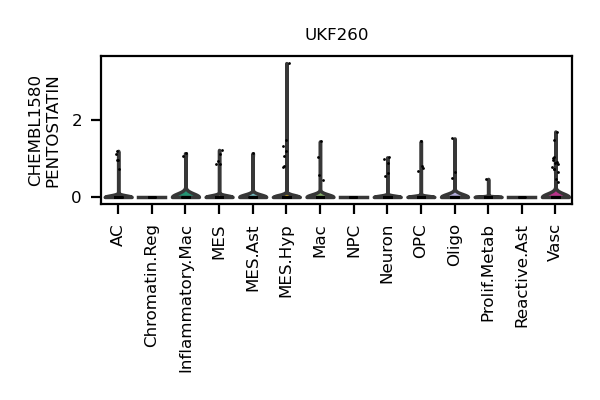 UKF260
CHEMBL1580
PENTOSTATIN
2
0
AC
Chromatin.Reg
Inflammatory.Mac
MES
MES.Ast
MES.Hyp
Mac
NPC
Neuron
OPC
Oligo
Prolif.Metab
Reactive.Ast
Vasc